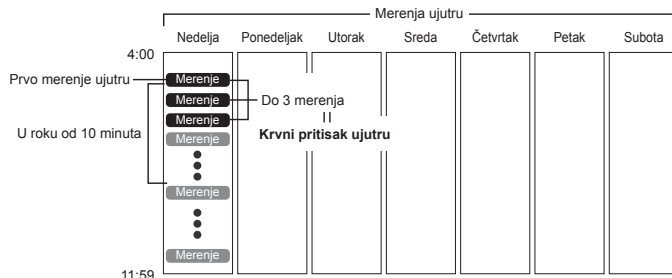 Merenja ujutru
Nedelja Ponedeljak Utorak Sreda Četvrtak Petak Subota
4:00
Prvo merenje ujutru Merenje
Merenje Do 3 merenja
Merenje
U roku od 10 minuta Merenje Krvni pritisak ujutru
Merenje
Merenje
11:59